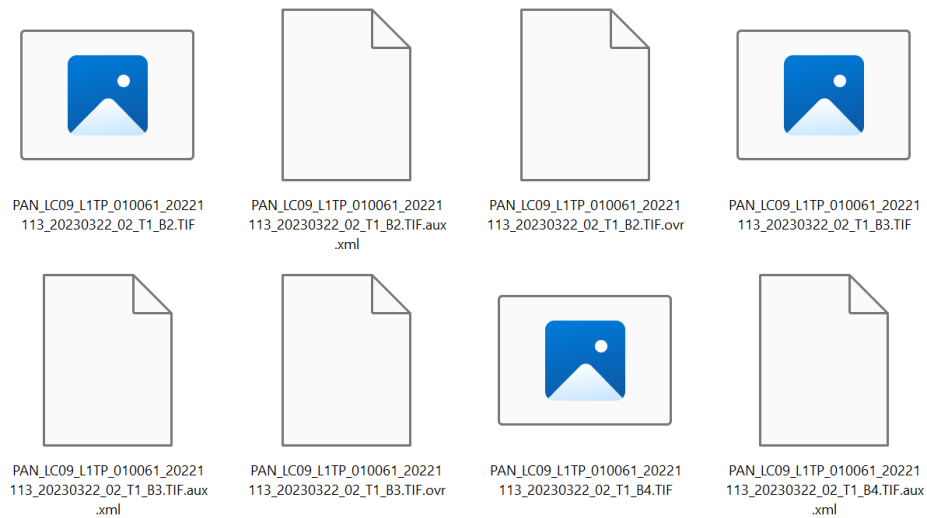 PAN_LC09_L1TP_010061_20221
113_20230322_02_T1_B2.TIF
PAN_LC09_L1TP_010061_20221
113_20230322_02_T1_B2.TIF.aux
.xml
PAN_LC09_L1TP_010061_20221
113_20230322_02_T1_B2.TIF.ovr
PAN_LC09_L1TP_010061_20221
113_20230322_02_T1_B3.TIF
PAN_LC09_L1TP_010061_20221
113_20230322_02_T1_B3.TIF.aux
.xml
PAN_LC09_L1TP_010061_20221
113_20230322_02_T1_B3.TIF.ovr
PAN_LC09_L1TP_010061_20221
113_20230322_02_T1_B4.TIF
PAN_LC09_L1TP_010061_20221
113_20230322_02_T1_B4.TIF.aux
.xml